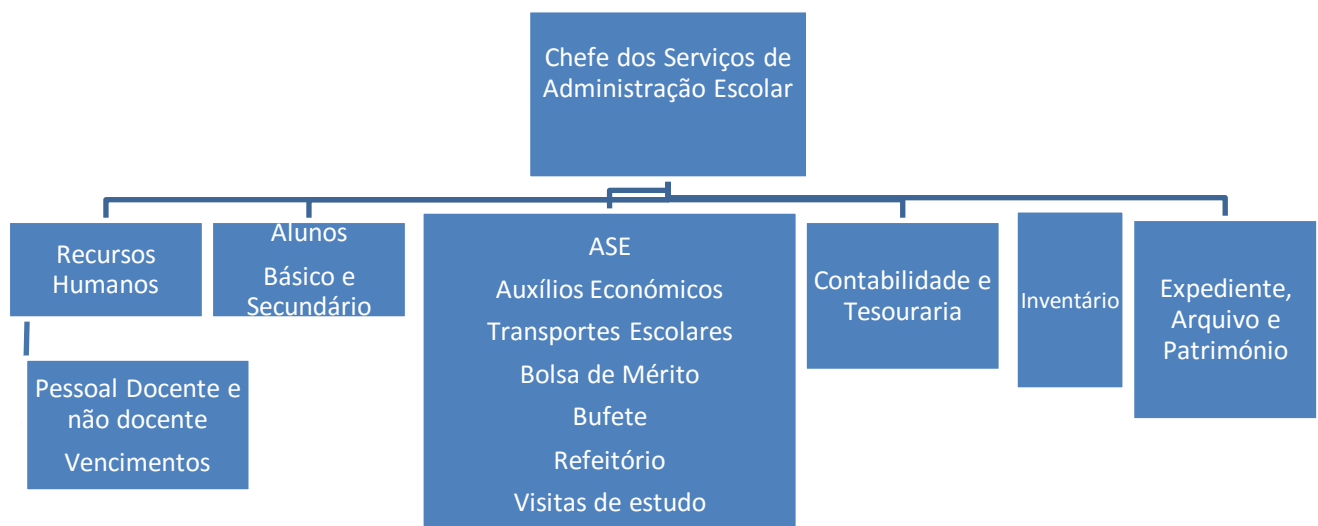 Chefe dos Serviços de
Administração Escolar
Recursos
Humanos
Pessoal Docente e
não docente
Vencimentos
Alunos
Básico e
Secundário
ASE
Auxílios Económicos
Transportes Escolares
Bolsa de Mérito
Bufete
Refeitório
Visitas de estudo
Contabilidade e
Tesouraria
Inventário
Expediente,
Arquivo e
Património